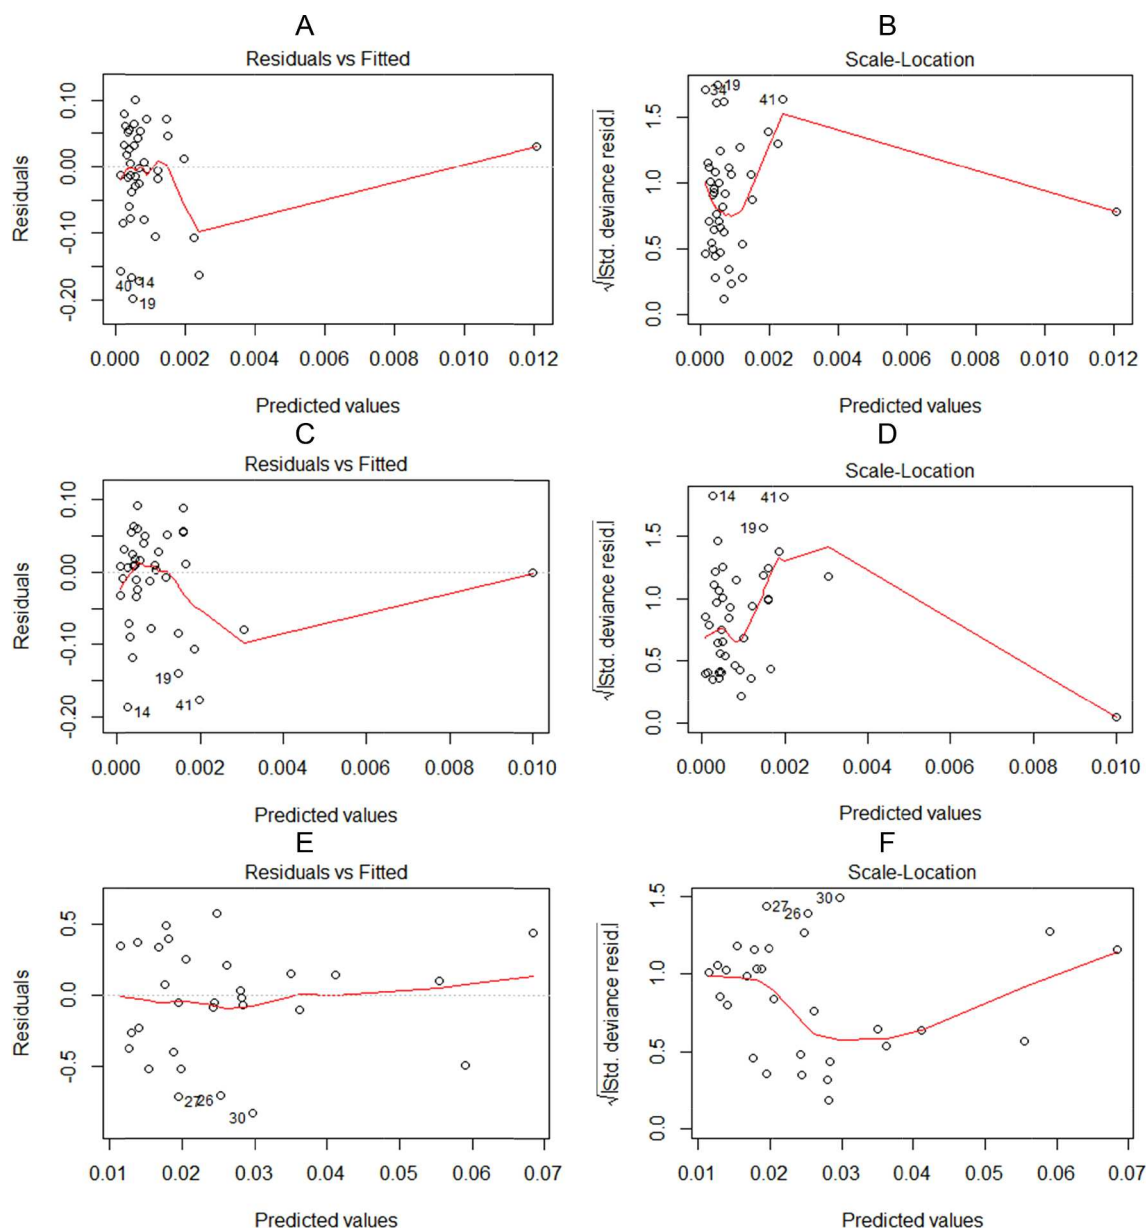 A
Residuals vs Fitted
Residuals
0.10
0.00
-0.10
-0.20
40
14
19
0.000 0.002 0.004 0.006 0.008 0.010 0.012
Predicted values
B
Scale-Location
√|Std. deviance resid.|
1.5
1.0
0.5
0.0
34
19
41
0.000 0.002 0.004 0.006 0.008 0.010 0.012
Predicted values
C
Residuals vs Fitted
Residuals
0.10
0.00
-0.10
-0.20
19
14
41
0.000 0.002 0.004 0.006 0.008 0.010
Predicted values
D
Scale-Location
√|Std. deviance resid.|
1.5
1.0
0.5
0.0
14
41
19
0.000 0.002 0.004 0.006 0.008 0.010
Predicted values
E
Residuals vs Fitted
Residuals
0.5
0.0
-0.5
27
26
30
0.01 0.02 0.03 0.04 0.05 0.06 0.07
Predicted values
F
Scale-Location
√|Std. deviance resid.|
1.5
1.0
0.5
0.0
30
27
26
0.01 0.02 0.03 0.04 0.05 0.06 0.07
Predicted values